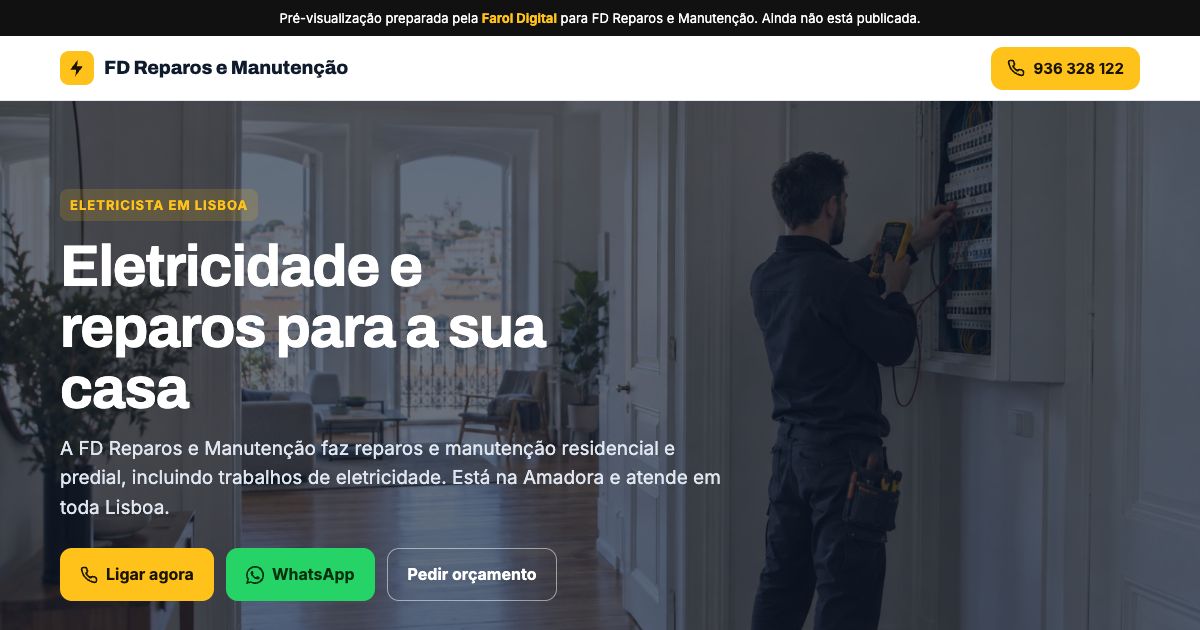 Pré-visualização preparada pela Farol Digital para FD Reparos e Manutenção. Ainda não está publicada.
FD Reparos e Manutenção
936 328 122
ELETRICISTA EM LISBOA
Eletricidade e
reparos para a sua
casa
A FD Reparos e Manutenção faz reparos e manutenção residencial e
predial, incluindo trabalhos de eletricidade. Está na Amadora e atende em
toda Lisboa.
Ligar agora
WhatsApp
Pedir orçamento